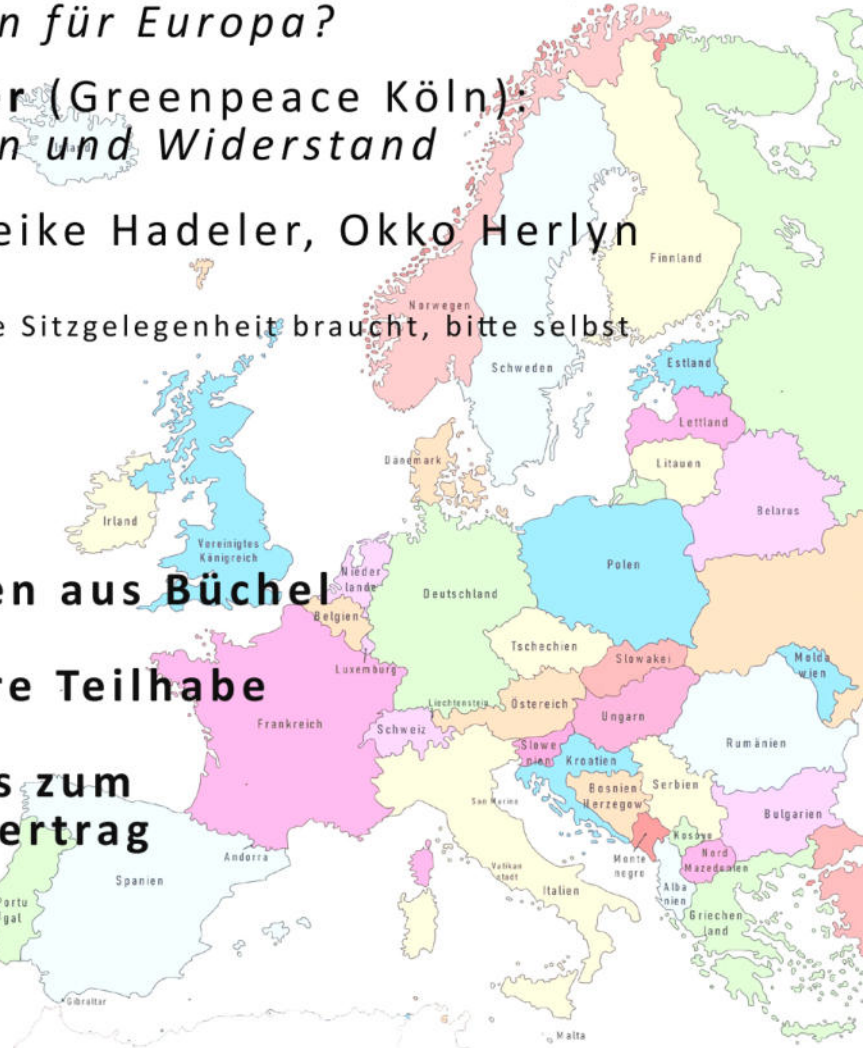 n für Europa?
r (Greenpeace Köln):
n und Widerstand
eike Hadeler, Okko Herlyn
e Sitzgelegenheit braucht, bitte selbst
en aus Büchel
re Teilhabe
s zum
ertrag
Norwegen
Finnland
Schweden
Estland
Lettland
Dänemark
Litauen
Irland
Belarus
Vereinigtes
Königreich
Nieder
lande
Polen
Deutschland
Belgien
Tschechien
Luxemburg
Slowakei
Molda
wien
Liechtenstein
Östereich
Frankreich
Schweiz
Ungarn
Slowe
nien
Kroatien
Rumänien
San Marino
Bosnien
Herzegow
Serbien
Bulgarien
Kosovo
Andorra
Monte
negro
Nord
Mazedonien
Vatikan
stadt
Spanien
Italien
Alba
nien
Portu
gal
Griechen
land
Gibraltar
Malta